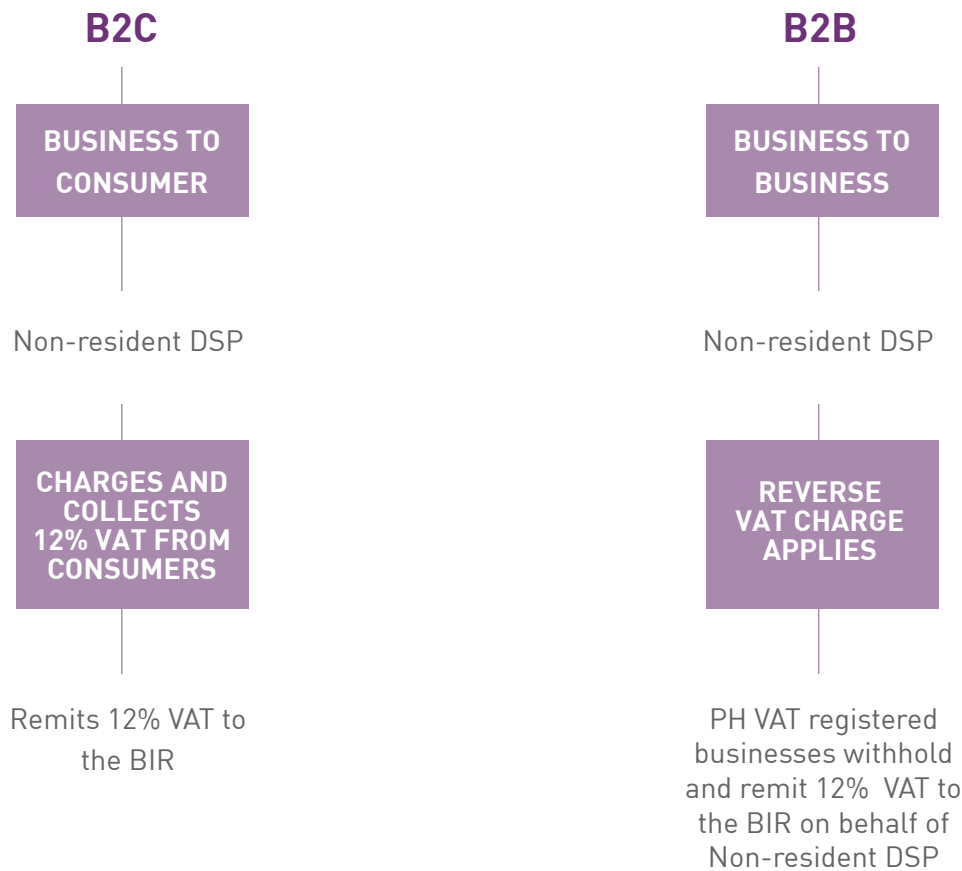 B2C
BUSINESS TO
CONSUMER
Non-resident DSP
CHARGES AND
COLLECTS
12% VAT FROM
CONSUMERS
Remits 12% VAT to
the BIR
B2B
BUSINESS TO
BUSINESS
Non-resident DSP
REVERSE
VAT CHARGE
APPLIES
PH VAT registered
businesses withhold
and remit 12% VAT to
the BIR on behalf of
Non-resident DSP